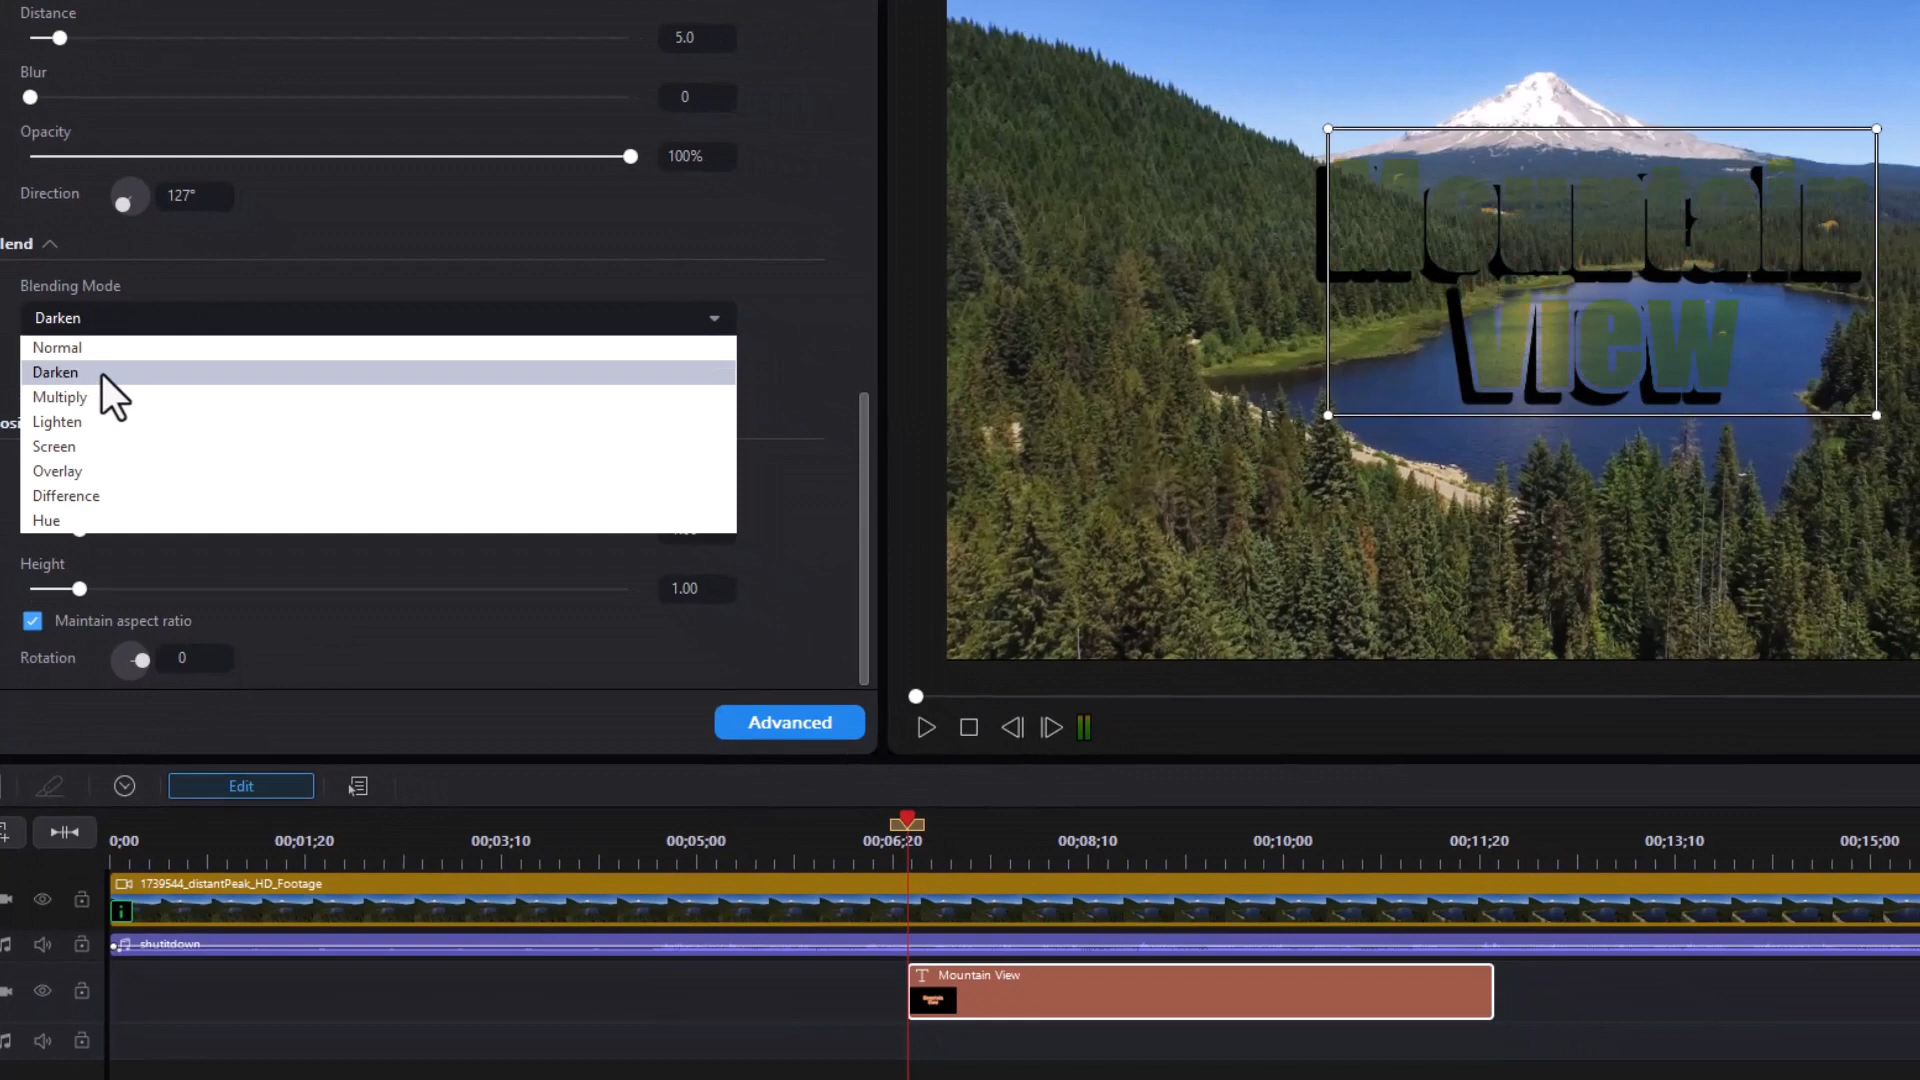 Distance
5.0
Blur
0
Opacity
100%
Direction
127°
lend
Blending Mode
Darken
Normal
Darken
Multiply
Lighten
Screen
Overlay
Difference
Hue
Height
1.00
Maintain aspect ratio
Rotation
0
Advanced
Mountain
View
Edit
0;00
00;01;20
00;03;10
00;05;00
00;06;20
00;08;10
00;10;00
00;11;20
00;13;10
00;15;00
1739544_distantPeak_HD_Footage
shutitdown
Mountain View